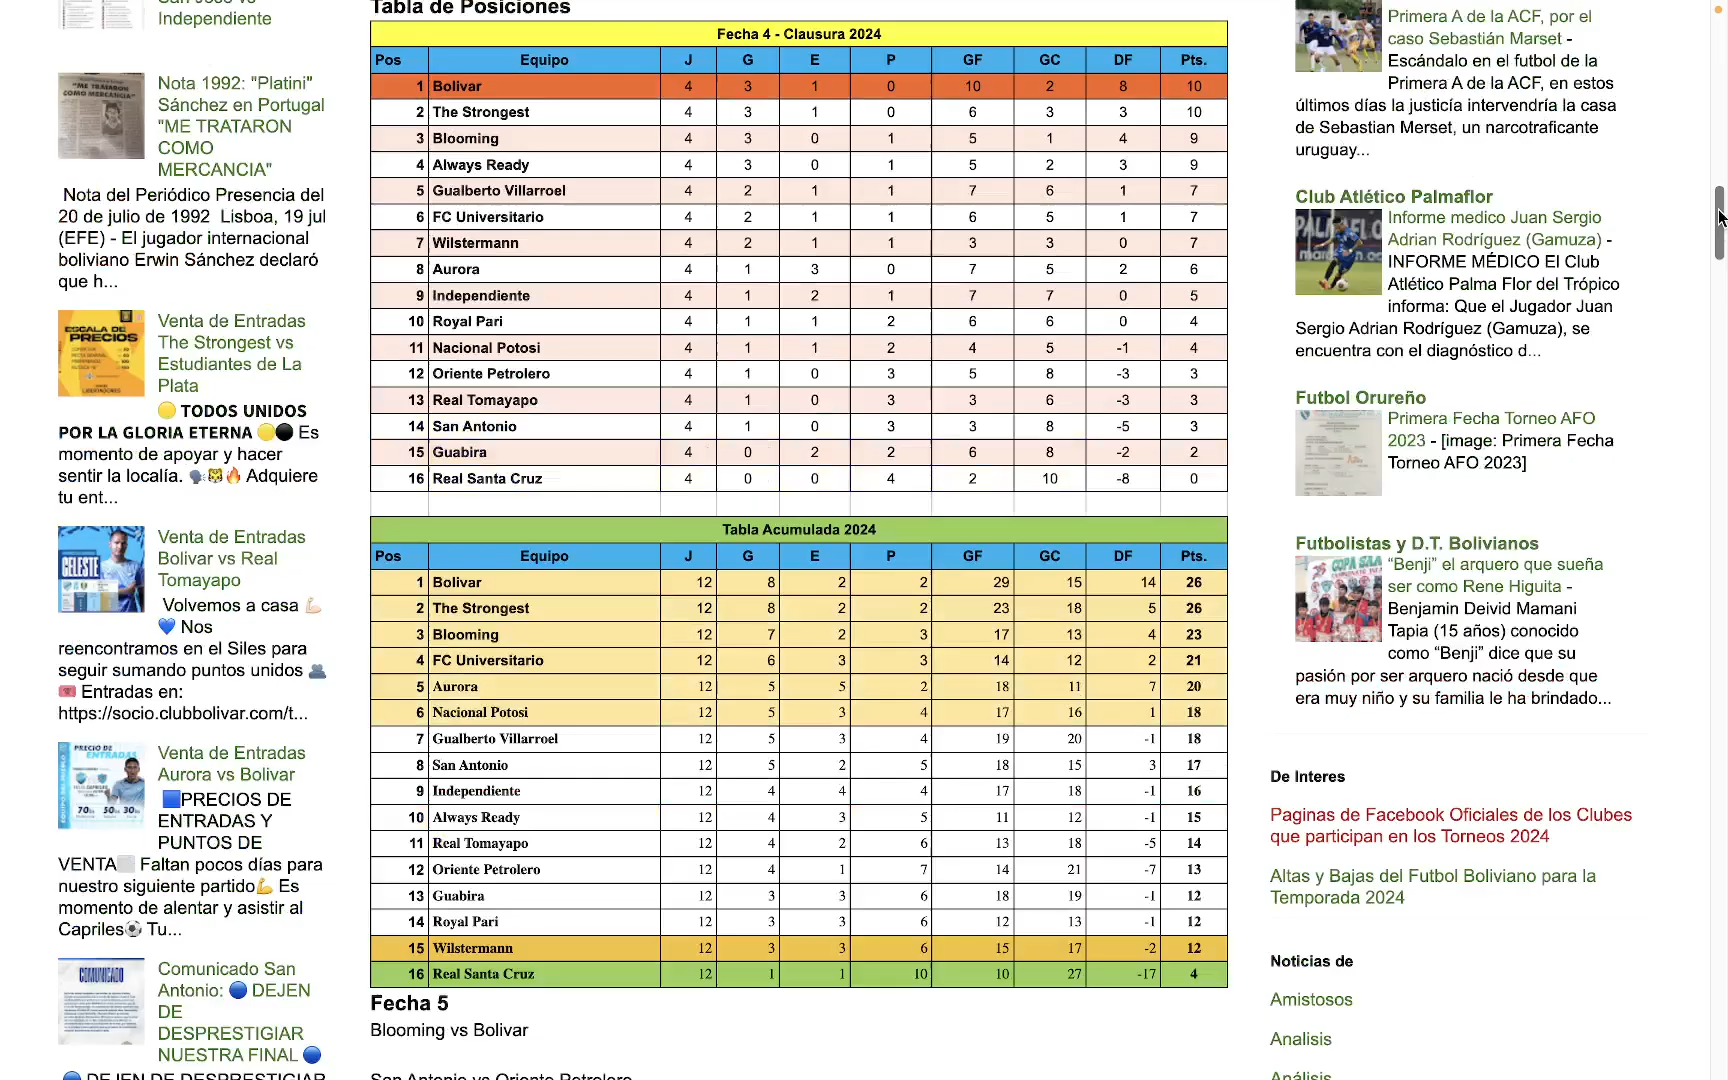 San José vs
Independiente
Nota 1992: "Platini"
Sánchez en Portugal
"ME TRATARON
COMO
MERCANCIA"
Nota del Periódico Presencia del
20 de julio de 1992 Lisboa, 19 jul
(EFE) - El jugador internacional
boliviano Erwin Sánchez declaró
que h...
Venta de Entradas
The Strongest vs
Estudiantes de La
Plata
🟡 TODOS UNIDOS
POR LA GLORIA ETERNA 🟡⚫ Es
momento de apoyar y hacer
sentir la localía. 🗣️🐯🔥 Adquiere
tu ent...
Venta de Entradas
Bolivar vs Real
Tomayapo
Volvemos a casa 💪🏻
💙 Nos
reencontramos en el Siles para
seguir sumando puntos unidos 👥
🎟️ Entradas en:
https://socio.clubbolivar.com/t...
Venta de Entradas
Aurora vs Bolivar
🟦PRECIOS DE
ENTRADAS Y
PUNTOS DE
VENTA⬜ Faltan pocos días para
nuestro siguiente partido💪 Es
momento de alentar y asistir al
Capriles⚽ Tu...
Comunicado San
Antonio: 🔵 DEJEN
DE
DESPRESTIGIAR
NUESTRA FINAL 🔵
🔵 DEJEN DE DESPRESTIGIAR
Tabla de Posiciones
Fecha 4 - Clausura 2024
Pos Equipo J G E P GF GC DF Pts.
1 Bolivar 4 3 1 0 10 2 8 10
2 The Strongest 4 3 1 0 6 3 3 10
3 Blooming 4 3 0 1 5 1 4 9
4 Always Ready 4 3 0 1 5 2 3 9
5 Gualberto Villarroel 4 2 1 1 7 6 1 7
6 FC Universitario 4 2 1 1 6 5 1 7
7 Wilstermann 4 2 1 1 3 3 0 7
8 Aurora 4 1 3 0 7 5 2 6
9 Independiente 4 1 2 1 7 7 0 5
10 Royal Pari 4 1 1 2 6 6 0 4
11 Nacional Potosi 4 1 1 2 4 5 -1 4
12 Oriente Petrolero 4 1 0 3 5 8 -3 3
13 Real Tomayapo 4 1 0 3 3 6 -3 3
14 San Antonio 4 1 0 3 3 8 -5 3
15 Guabira 4 0 2 2 6 8 -2 2
16 Real Santa Cruz 4 0 0 4 2 10 -8 0
Tabla Acumulada 2024
Pos Equipo J G E P GF GC DF Pts.
1 Bolivar 12 8 2 2 29 15 14 26
2 The Strongest 12 8 2 2 23 18 5 26
3 Blooming 12 7 2 3 17 13 4 23
4 FC Universitario 12 6 3 3 14 12 2 21
5 Aurora 12 5 5 2 18 11 7 20
6 Nacional Potosi 12 5 3 4 17 16 1 18
7 Gualberto Villarroel 12 5 3 4 19 20 -1 18
8 San Antonio 12 5 2 5 18 15 3 17
9 Independiente 12 4 4 4 17 18 -1 16
10 Always Ready 12 4 3 5 11 12 -1 15
11 Real Tomayapo 12 4 2 6 13 18 -5 14
12 Oriente Petrolero 12 4 1 7 14 21 -7 13
13 Guabira 12 3 3 6 18 19 -1 12
14 Royal Pari 12 3 3 6 12 13 -1 12
15 Wilstermann 12 3 3 6 15 17 -2 12
16 Real Santa Cruz 12 1 1 10 10 27 -17 4
Fecha 5
Blooming vs Bolivar
San Antonio vs Oriente Petrolero
Primera A de la ACF, por el
caso Sebastián Marset -
Escándalo en el futbol de la
Primera A de la ACF, en estos
últimos días la justicía intervendría la casa
de Sebastian Merset, un narcotraficante
uruguay...
Club Atlético Palmaflor
Informe medico Juan Sergio
Adrian Rodríguez (Gamuza) -
INFORME MÉDICO El Club
Atlético Palma Flor del Trópico
informa: Que el Jugador Juan
Sergio Adrian Rodríguez (Gamuza), se
encuentra con el diagnóstico d...
Futbol Orureño
Primera Fecha Torneo AFO
2023 - [image: Primera Fecha
Torneo AFO 2023]
Futbolistas y D.T. Bolivianos
“Benji” el arquero que sueña
ser como Rene Higuita -
Benjamin Deivid Mamani
Tapia (15 años) conocido
como “Benji” dice que su
pasión por ser arquero nació desde que
era muy niño y su familia le ha brindado...
De Interes
Paginas de Facebook Oficiales de los Clubes
que participan en los Torneos 2024
Altas y Bajas del Futbol Boliviano para la
Temporada 2024
Noticias de
Amistosos
Analisis
Análisis